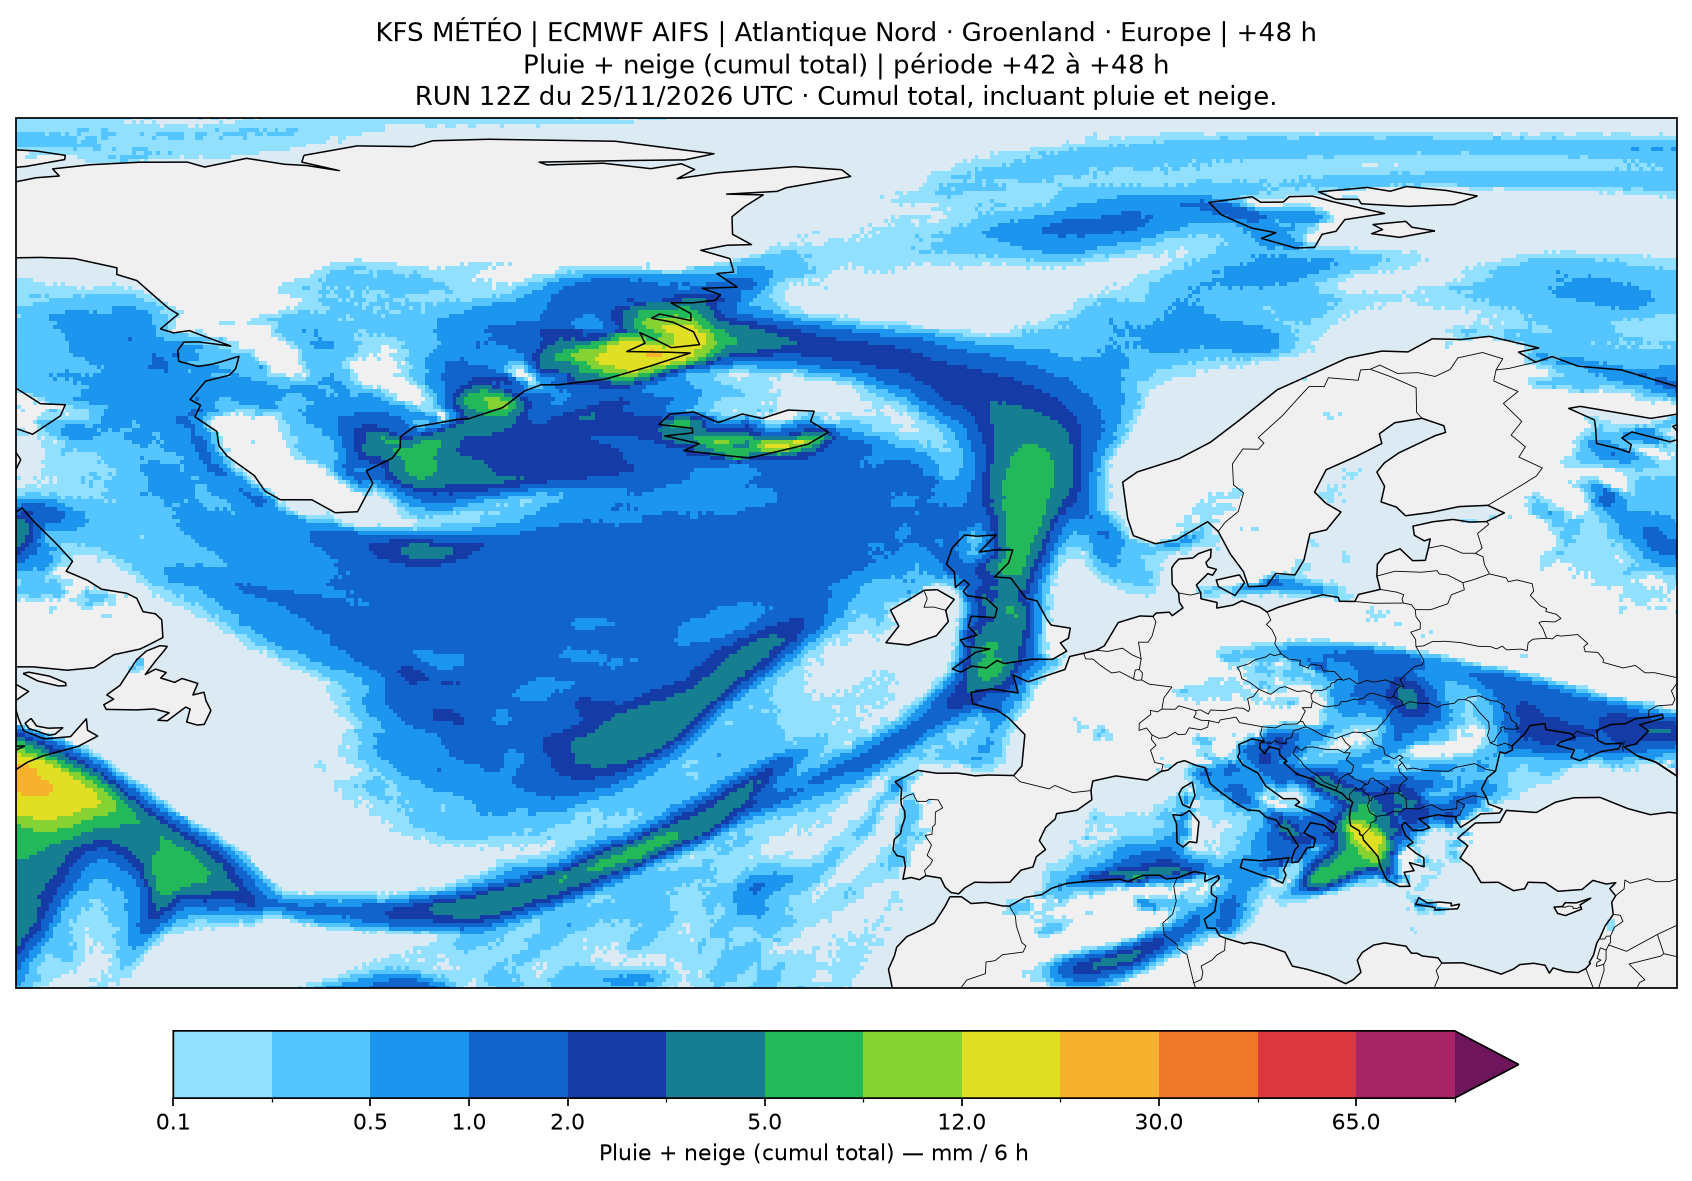 KFS MÉTÉO | ECMWF AIFS | Atlantique Nord · Groenland · Europe | +48 h
Pluie + neige (cumul total) | période +42 à +48 h
RUN 12Z du 25/11/2026 UTC · Cumul total, incluant pluie et neige.
0.1 0.5 1.0 2.0 5.0 12.0 30.0 65.0
Pluie + neige (cumul total) — mm / 6 h